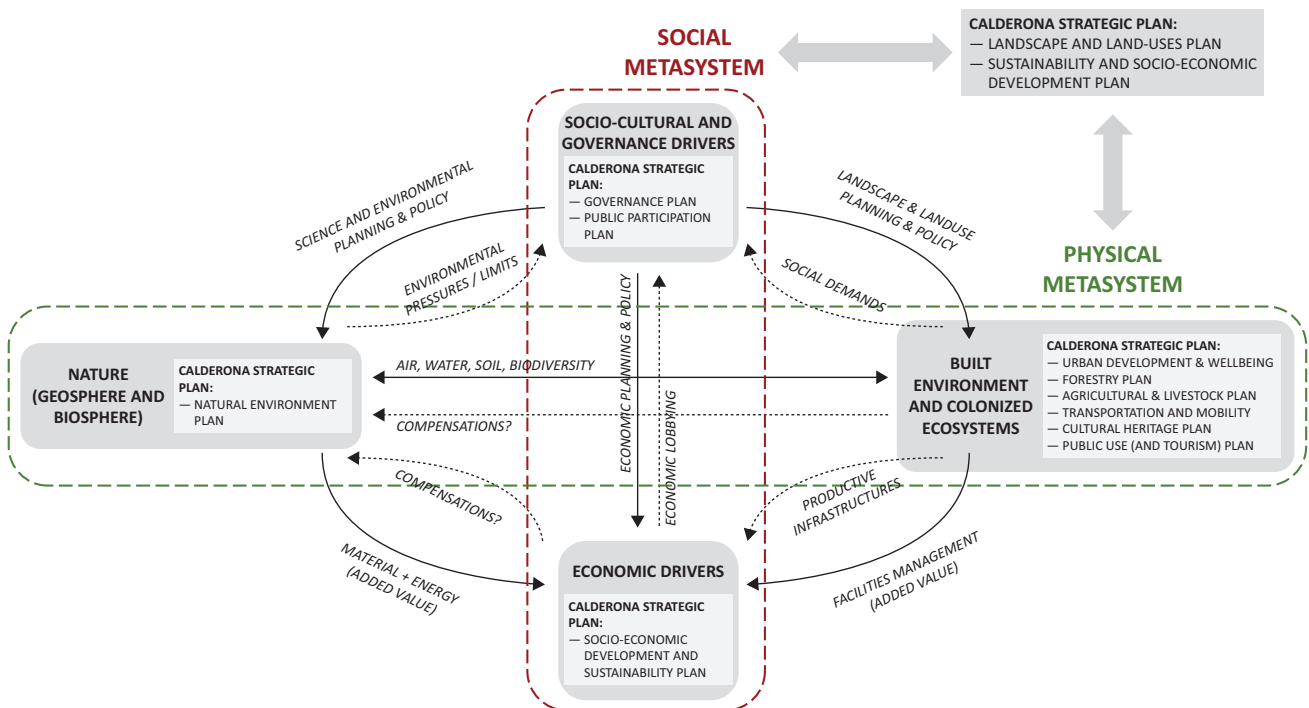 SOCIAL
METASYSTEM
CALDERONA STRATEGIC PLAN:
— LANDSCAPE AND LAND-USES PLAN
— SUSTAINABILITY AND SOCIO-ECONOMIC
DEVELOPMENT PLAN
SOCIO-CULTURAL AND
GOVERNANCE DRIVERS
CALDERONA STRATEGIC
PLAN:
— GOVERNANCE PLAN
— PUBLIC PARTICIPATION
PLAN
SCIENCE AND ENVIRONMENTAL
PLANNING & POLICY
ENVIRONMENTAL
PRESSURES / LIMITS
LANDSCAPE & LANDUSE
PLANNING & POLICY
SOCIAL DEMANDS
PHYSICAL
METASYSTEM
NATURE
(GEOSPHERE AND
BIOSPHERE)
CALDERONA STRATEGIC
PLAN:
— NATURAL ENVIRONMENT
PLAN
AIR, WATER, SOIL, BIODIVERSITY
COMPENSATIONS?
ECONOMIC PLANNING & POLICY
ECONOMIC LOBBYING
BUILT
ENVIRONMENT
AND COLONIZED
ECOSYSTEMS
CALDERONA STRATEGIC PLAN:
— URBAN DEVELOPMENT & WELLBEING
— FORESTRY PLAN
— AGRICULTURAL & LIVESTOCK PLAN
— TRANSPORTATION AND MOBILITY
— CULTURAL HERITAGE PLAN
— PUBLIC USE (AND TOURISM) PLAN
COMPENSATIONS?
MATERIAL + ENERGY
(ADDED VALUE)
PRODUCTIVE
INFRASTRUCTURES
FACILITIES MANAGEMENT
(ADDED VALUE)
ECONOMIC DRIVERS
CALDERONA STRATEGIC
PLAN:
— SOCIO-ECONOMIC
DEVELOPMENT AND
SUSTAINABILITY PLAN